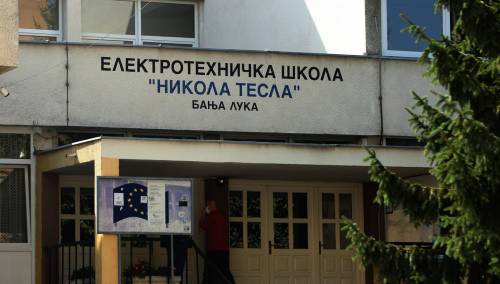 ЕЛЕКТРОТЕХНИЧКА ШКОЛА
"НИКОЛА ТЕСЛА"
БАЊА ЛУКА